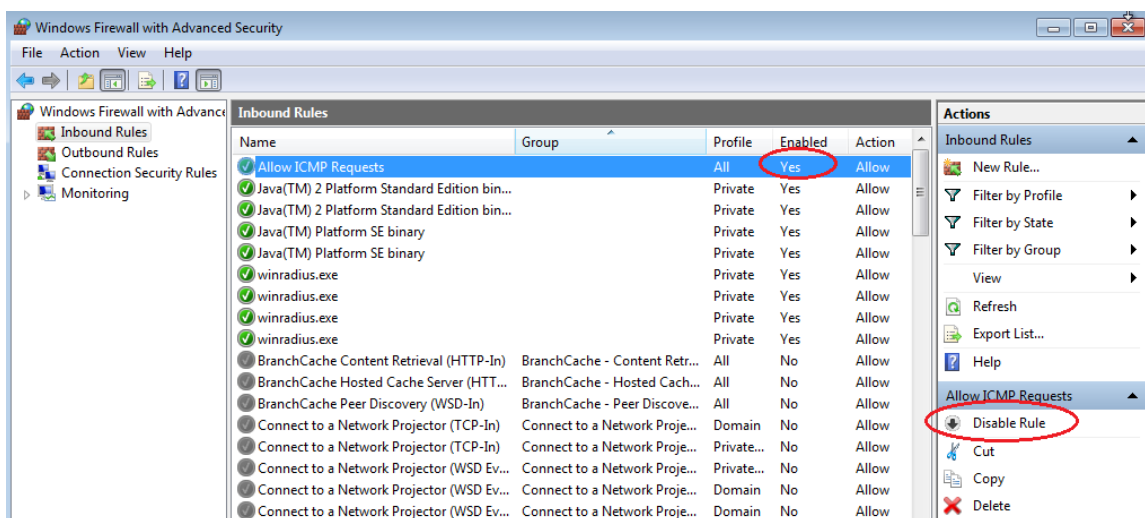 Windows Firewall with Advanced Security
File Action View Help
Windows Firewall with Advance
Inbound Rules
Outbound Rules
Connection Security Rules
Monitoring
Inbound Rules
Name Group Profile Enabled Action
Allow ICMP Requests All Yes Allow
Java(TM) 2 Platform Standard Edition bin... Private Yes Allow
Java(TM) 2 Platform Standard Edition bin... Private Yes Allow
Java(TM) Platform SE binary Private Yes Allow
Java(TM) Platform SE binary Private Yes Allow
winradius.exe Private Yes Allow
winradius.exe Private Yes Allow
winradius.exe Private Yes Allow
winradius.exe Private Yes Allow
BranchCache Content Retrieval (HTTP-In) BranchCache - Content Retr... All No Allow
BranchCache Hosted Cache Server (HTT... BranchCache - Hosted Cach... All No Allow
BranchCache Peer Discovery (WSD-In) BranchCache - Peer Discove... All No Allow
Connect to a Network Projector (TCP-In) Connect to a Network Proje... Domain No Allow
Connect to a Network Projector (TCP-In) Connect to a Network Proje... Private... No Allow
Connect to a Network Projector (WSD Ev... Connect to a Network Proje... Private... No Allow
Connect to a Network Projector (WSD Ev... Connect to a Network Proje... Domain No Allow
Connect to a Network Projector (WSD Ev... Connect to a Network Proje... Domain No Allow
Actions
Inbound Rules
New Rule...
Filter by Profile
Filter by State
Filter by Group
View
Refresh
Export List...
Help
Allow ICMP Requests
Disable Rule
Cut
Copy
Delete